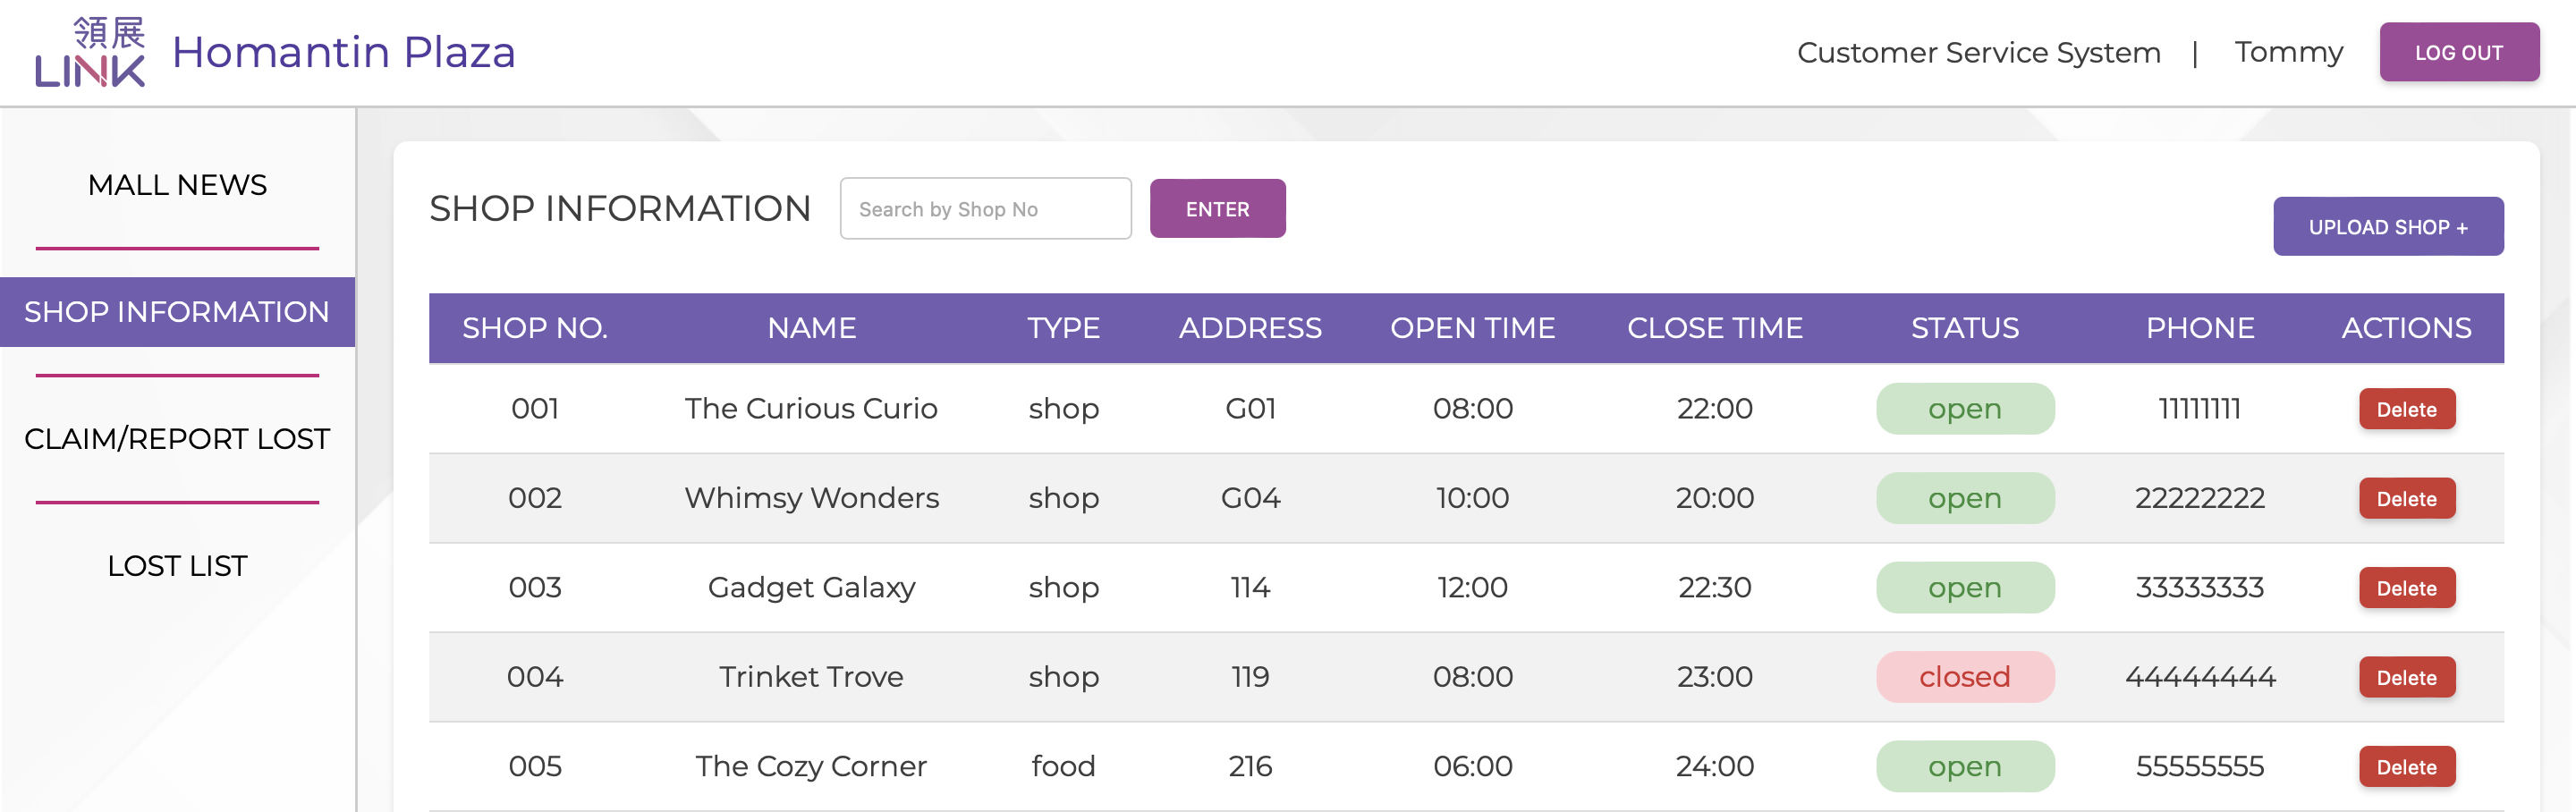 領展
LINK
Homantin Plaza
Customer Service System | Tommy LOG OUT
MALL NEWS
SHOP INFORMATION
CLAIM/REPORT LOST
LOST LIST
SHOP INFORMATION Search by Shop No ENTER
UPLOAD SHOP +
SHOP NO. NAME TYPE ADDRESS OPEN TIME CLOSE TIME STATUS PHONE ACTIONS
001 The Curious Curio shop G01 08:00 22:00 open 11111111 Delete
002 Whimsy Wonders shop G04 10:00 20:00 open 22222222 Delete
003 Gadget Galaxy shop 114 12:00 22:30 open 33333333 Delete
004 Trinket Trove shop 119 08:00 23:00 closed 44444444 Delete
005 The Cozy Corner food 216 06:00 24:00 open 55555555 Delete